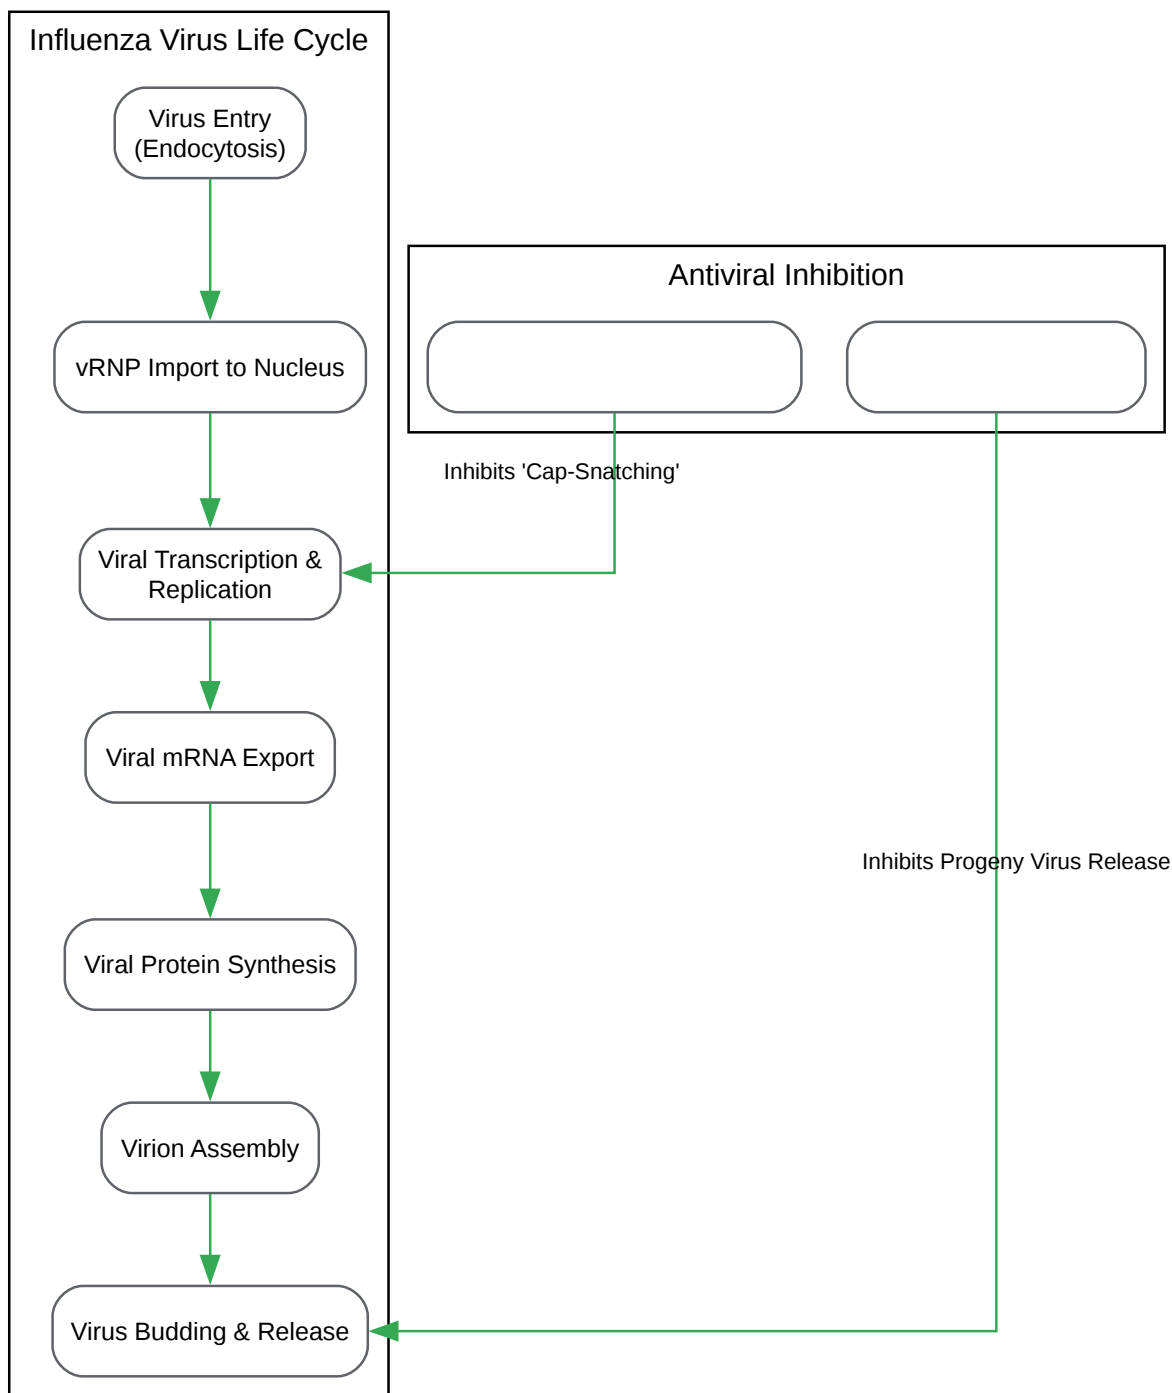 Influenza Virus Life Cycle
Virus Entry
(Endocytosis)
Antiviral Inhibition
vRNP Import to Nucleus
Inhibits 'Cap-Snatching'
Viral Transcription &
Replication
Viral mRNA Export
Inhibits Progeny Virus Release
Viral Protein Synthesis
Virion Assembly
Virus Budding & Release